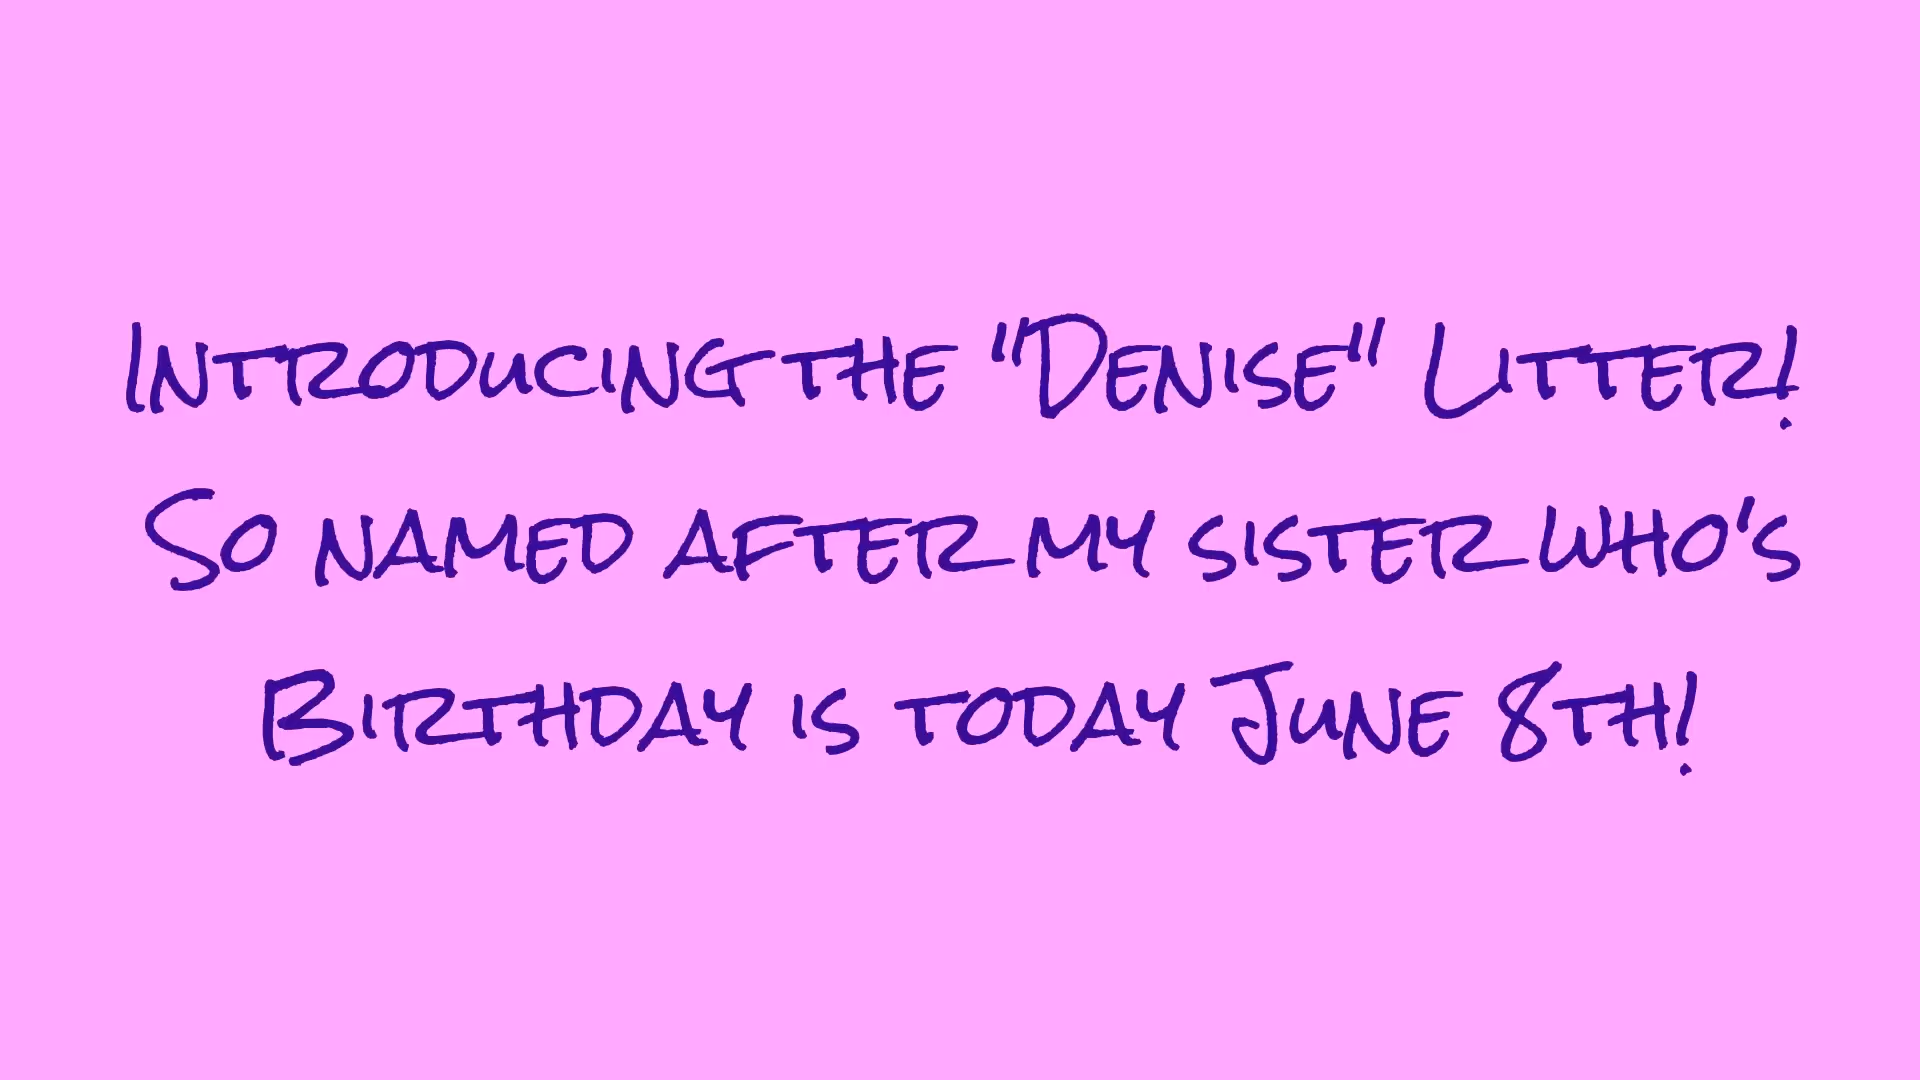 Introducing the "Denise" Litter!
So named after my sister who's
Birthday is today June 8th!